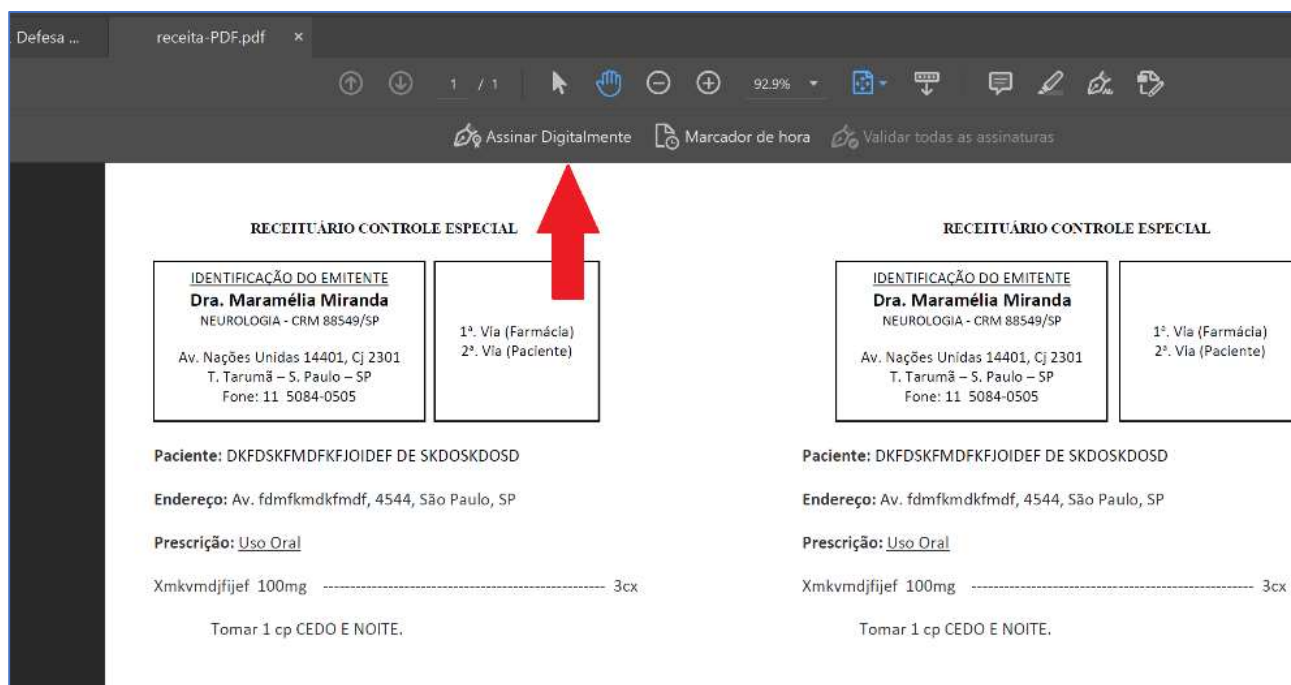 Defesa ...
receita-PDF.pdf ×
1 / 1
92.9%
Assinar Digitalmente
Marcador de hora
Validar todas as assinaturas
RECEITUÁRIO CONTROLE ESPECIAL
IDENTIFICAÇÃO DO EMITENTE
Dra. Maramélia Miranda
NEUROLOGIA - CRM 88549/SP
Av. Nações Unidas 14401, Cj 2301
T. Tarumã – S. Paulo – SP
Fone: 11 5084-0505
1ª. Via (Farmácia)
2ª. Via (Paciente)
Paciente: DKFDSKFMDFKFJOIDEF DE SKDOSKDOSD
Endereço: Av. fdmfkmdkfmdf, 4544, São Paulo, SP
Prescrição: Uso Oral
Xmkvmdjfijef 100mg ---------------------------------------------------- 3cx
Tomar 1 cp CEDO E NOITE.
RECEITUÁRIO CONTROLE ESPECIAL
IDENTIFICAÇÃO DO EMITENTE
Dra. Maramélia Miranda
NEUROLOGIA - CRM 88549/SP
Av. Nações Unidas 14401, Cj 2301
T. Tarumã – S. Paulo – SP
Fone: 11 5084-0505
1ª. Via (Farmácia)
2ª. Via (Paciente)
Paciente: DKFDSKFMDFKFJOIDEF DE SKDOSKDOSD
Endereço: Av. fdmfkmdkfmdf, 4544, São Paulo, SP
Prescrição: Uso Oral
Xmkvmdjfijef 100mg ---------------------------------------------------- 3cx
Tomar 1 cp CEDO E NOITE.